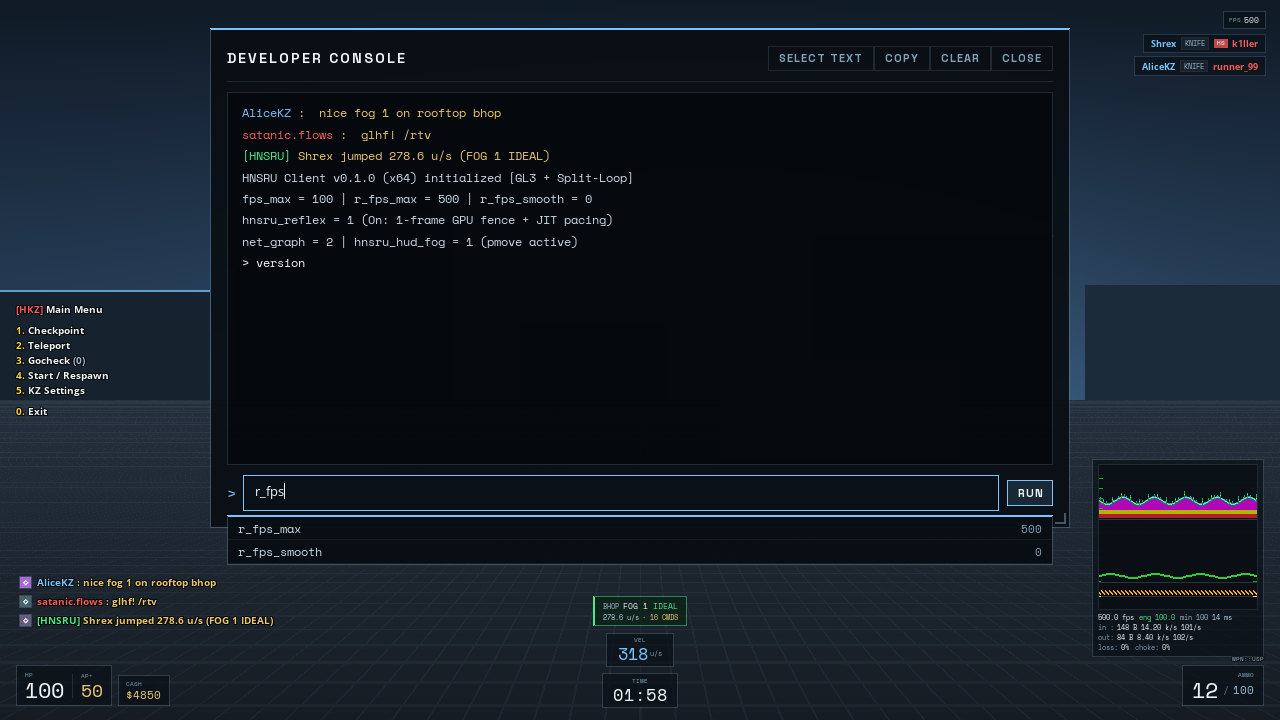 FPS 500
Shrex KNIFE HS k1ller
AliceKZ KNIFE runner_99
DEVELOPER CONSOLE
SELECT TEXT COPY CLEAR CLOSE
AliceKZ :  nice fog 1 on rooftop bhop
satanic.flows :  glhf! /rtv
[HNSRU] Shrex jumped 278.6 u/s (FOG 1 IDEAL)
HNSRU Client v0.1.0 (x64) initialized [GL3 + Split-Loop]
fps_max = 100 | r_fps_max = 500 | r_fps_smooth = 0
hnsru_reflex = 1 (On: 1-frame GPU fence + JIT pacing)
net_graph = 2 | hnsru_hud_fog = 1 (pmove active)
> version
> r_fps RUN
r_fps_max 500
r_fps_smooth 0
[HKZ] Main Menu
1. Checkpoint
2. Teleport
3. Gocheck (0)
4. Start / Respawn
5. KZ Settings
0. Exit
AliceKZ : nice fog 1 on rooftop bhop
satanic.flows : glhf! /rtv
[HNSRU] Shrex jumped 278.6 u/s (FOG 1 IDEAL)
HP 100 AP+ 50
CASH $4850
BHOP FOG 1 IDEAL
278.6 u/s · 16 CMDS
VEL
318 u/s
TIME
01:58
500.0 fps eng 100.0 min 100 14 ms
in : 148 B 14.20 k/s 101/s
out: 84 B 8.40 k/s 102/s
loss: 0% choke: 0%
AMMO
12 / 100